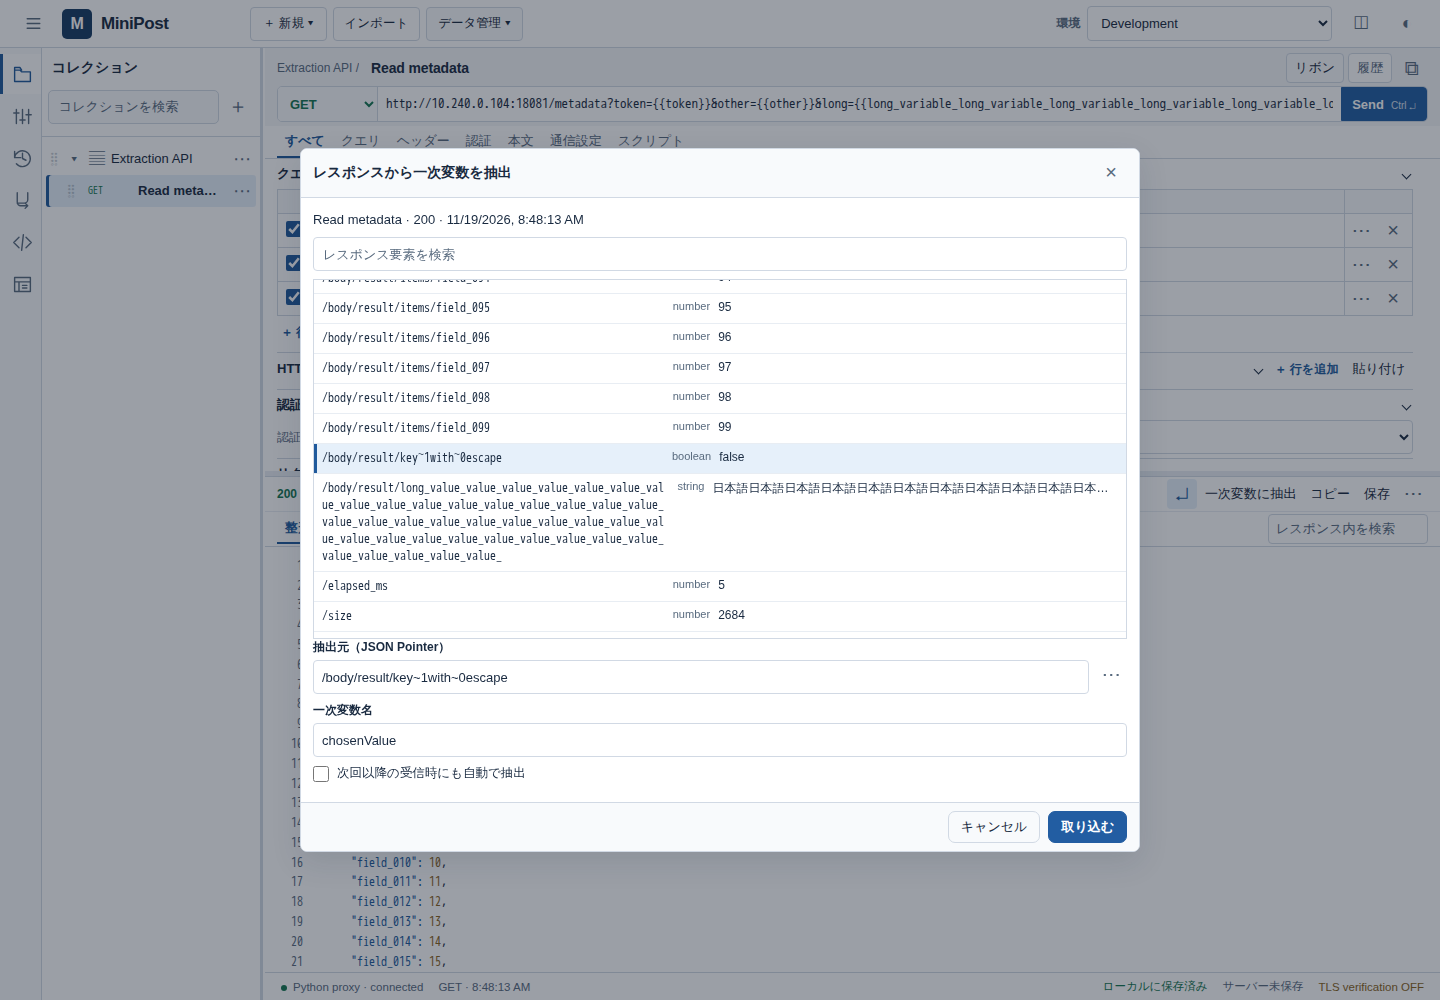 M MiniPost ＋ 新規 ▾ インポート データ管理 ▾ 環境 Development
コレクション
コレクションを検索 ＋
▾ Extraction API ···
GET Read meta… ···
Extraction API / Read metadata リボン 履歴
GET http://10.240.0.104:18081/metadata?token={{token}}&other={{other}}&long={{long_variable_long_variable_long_variable_long_variable_long_variable_lo Send Ctrl
すべて クエリ ヘッダー 認証 本文 通信設定 スクリプト
レスポンスから一次変数を抽出 ×
Read metadata · 200 · 11/19/2026, 8:48:13 AM
レスポンス要素を検索
/body/result/items/field_095 number 95
/body/result/items/field_096 number 96
/body/result/items/field_097 number 97
/body/result/items/field_098 number 98
/body/result/items/field_099 number 99
/body/result/key~1with~0escape boolean false
/body/result/long_value_value_value_value_value_value_val string 日本語日本語日本語日本語日本語日本語日本語日本語日本語日本語日本…
ue_value_value_value_value_value_value_value_value_value_
value_value_value_value_value_value_value_value_value_val
ue_value_value_value_value_value_value_value_value_value_
value_value_value_value_value_
/elapsed_ms number 5
/size number 2684
抽出元（JSON Pointer）
/body/result/key~1with~0escape ···
一次変数名
chosenValue
次回以降の受信時にも自動で抽出
キャンセル 取り込む
··· ×
··· ×
··· ×
HTT
+ 行を追加 貼り付け
認証
認証
200
一次変数に抽出 コピー 保存 ···
レスポンス内を検索
16 "field_010": 10,
17 "field_011": 11,
18 "field_012": 12,
19 "field_013": 13,
20 "field_014": 14,
21 "field_015": 15,
Python proxy · connected GET · 8:48:13 AM ローカルに保存済み サーバー未保存 TLS verification OFF